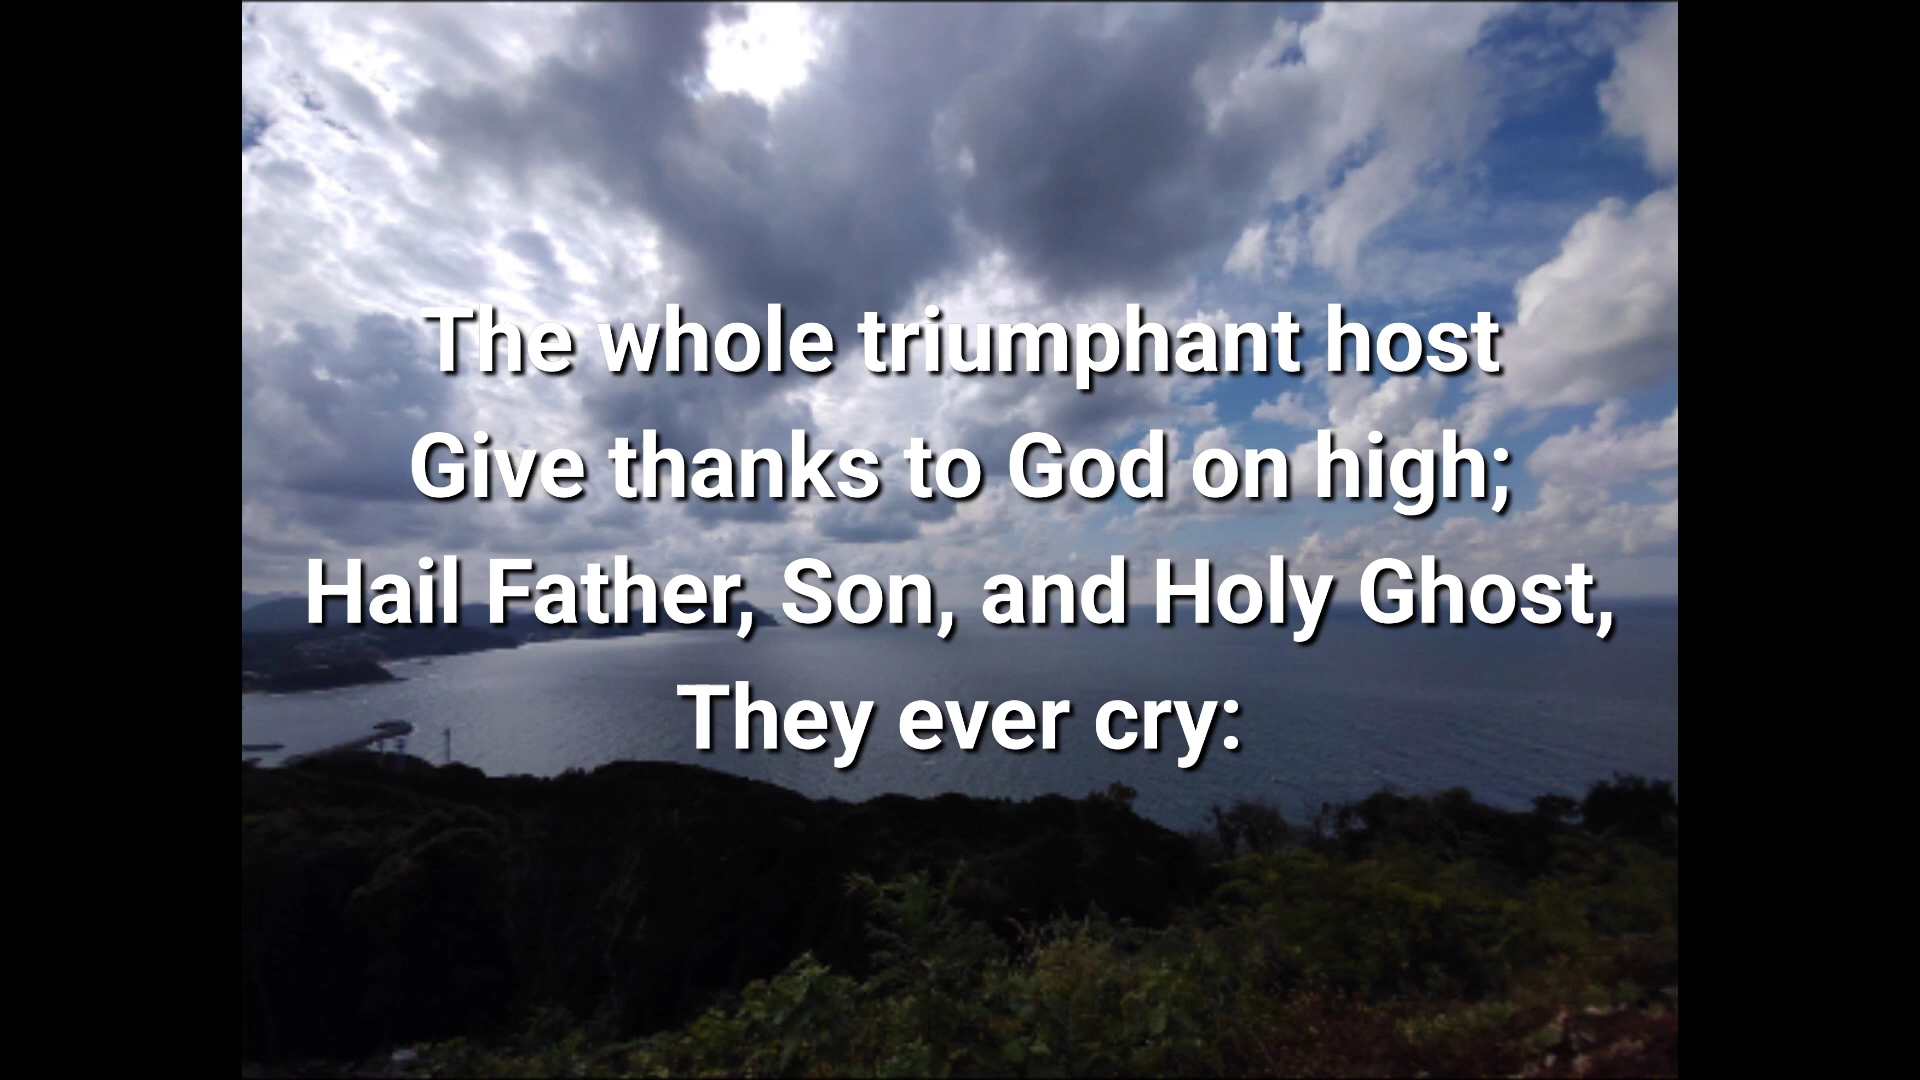 The whole triumphant host
Give thanks to God on high;
Hail Father, Son, and Holy Ghost,
They ever cry: